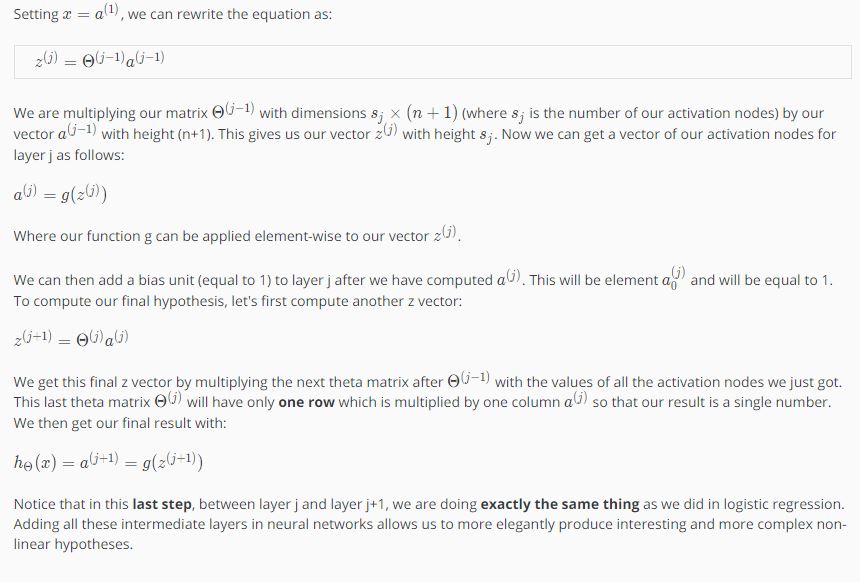 Setting x = a^{(1)}, we can rewrite the equation as:
z^{(j)} = Θ^{(j−1)}a^{(j−1)}
We are multiplying our matrix Θ^{(j−1)} with dimensions s_j × (n + 1) (where s_j is the number of our activation nodes) by our
vector a^{(j−1)} with height (n+1). This gives us our vector z^{(j)} with height s_j. Now we can get a vector of our activation nodes for
layer j as follows:
a^{(j)} = g(z^{(j)})
Where our function g can be applied element-wise to our vector z^{(j)}.
We can then add a bias unit (equal to 1) to layer j after we have computed a^{(j)}. This will be element a_0^{(j)} and will be equal to 1.
To compute our final hypothesis, let's first compute another z vector:
z^{(j+1)} = Θ^{(j)}a^{(j)}
We get this final z vector by multiplying the next theta matrix after Θ^{(j−1)} with the values of all the activation nodes we just got.
This last theta matrix Θ^{(j)} will have only one row which is multiplied by one column a^{(j)} so that our result is a single number.
We then get our final result with:
h_Θ(x) = a^{(j+1)} = g(z^{(j+1)})
Notice that in this last step, between layer j and layer j+1, we are doing exactly the same thing as we did in logistic regression.
Adding all these intermediate layers in neural networks allows us to more elegantly produce interesting and more complex non-
linear hypotheses.